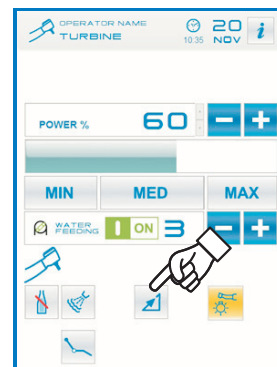 OPERATOR NAME
TURBINE
10:35
20
NOV
i
POWER %
60
- +
MIN MED MAX
WATER
FEEDING
I ON 3
- +